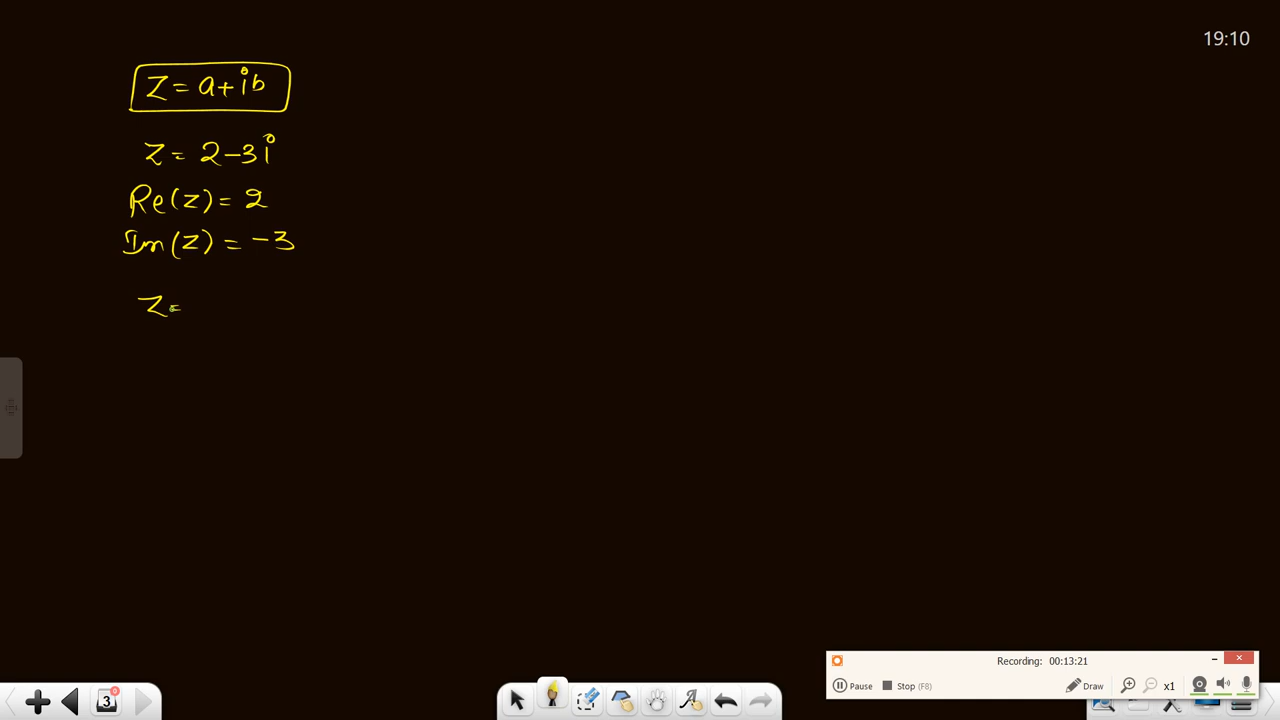 19:10
Z = a+ib
Z = 2-3i
Re(z) = 2
Im(z) = -3
Z=
Recording: 00:13:21
Pause Stop (F8) Draw x1
3 0